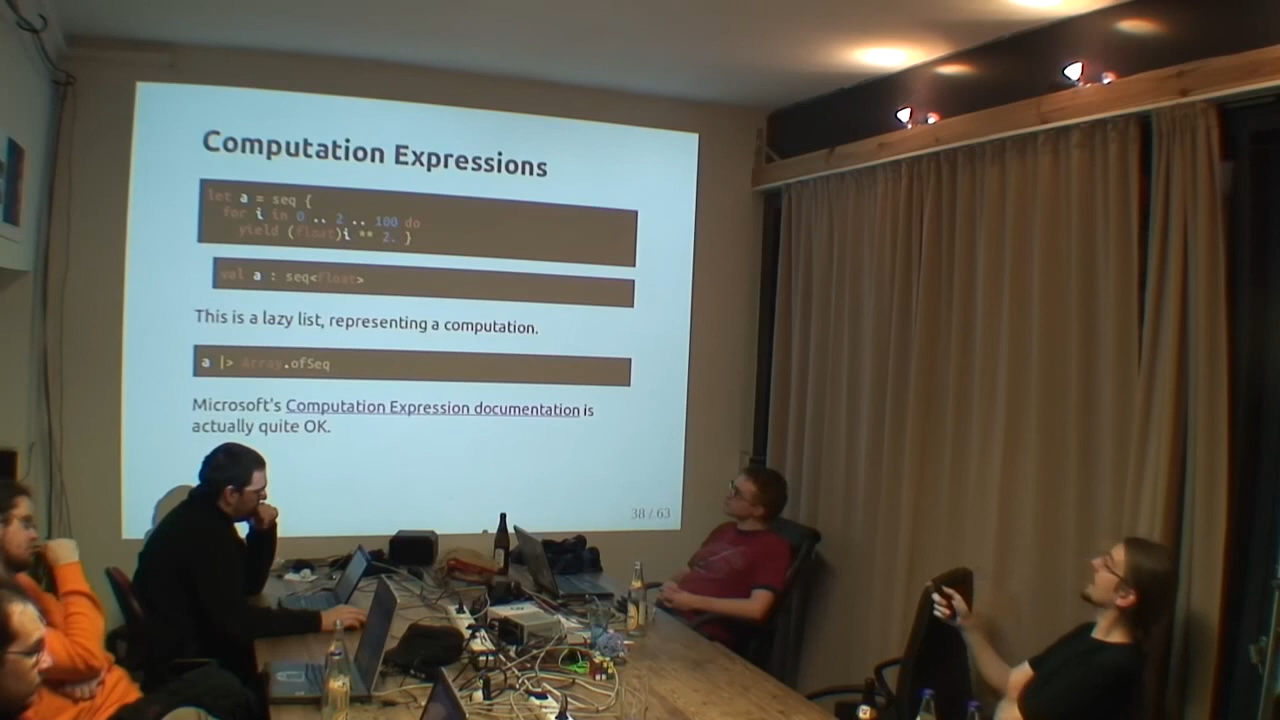 Computation Expressions
let a = seq {
for i in 0 .. 2 .. 100 do
yield (float)i ** 2. }
val a : seq<float>
This is a lazy list, representing a computation.
a |> Array.ofSeq
Microsoft's Computation Expression documentation is
actually quite OK.
38 / 63